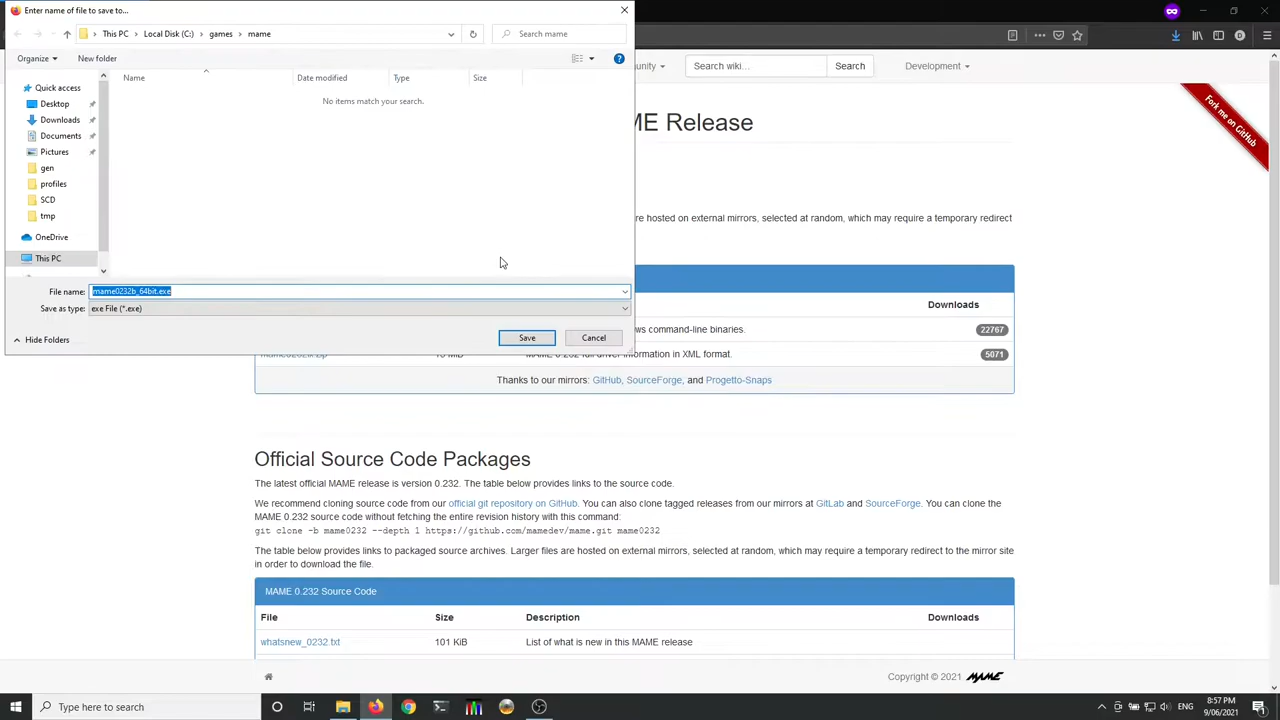 Enter name of file to save to...
This PC
Local Disk (C:)
games
mame
Search mame
Organize
New folder
Name
Date modified
Type
Size
No items match your search.
Quick access
Desktop
Downloads
Documents
Pictures
gen
profiles
SCD
tmp
OneDrive
This PC
File name:
mame0232b_64bit.exe
Save as type:
exe File (*.exe)
Hide Folders
Save
Cancel
unity
Search wiki...
Search
Development
Fork me on GitHub
ME Release
re hosted on external mirrors, selected at random, which may require a temporary redirect
Downloads
ws command-line binaries.
22767
5071
Thanks to our mirrors: GitHub, SourceForge, and Progetto-Snaps
Official Source Code Packages
The latest official MAME release is version 0.232. The table below provides links to the source code.
We recommend cloning source code from our official git repository on GitHub. You can also clone tagged releases from our mirrors at GitLab and SourceForge. You can clone the
MAME 0.232 source code without fetching the entire revision history with this command:
git clone -b mame0232 --depth 1 https://github.com/mamedev/mame.git mame0232
The table below provides links to packaged source archives. Larger files are hosted on external mirrors, selected at random, which may require a temporary redirect to the mirror site
in order to download the file.
MAME 0.232 Source Code
File
Size
Description
Downloads
whatsnew_0232.txt
101 KiB
List of what is new in this MAME release
Copyright © 2021 MAME
Type here to search
ENG
8:57 PM
9/06/2021